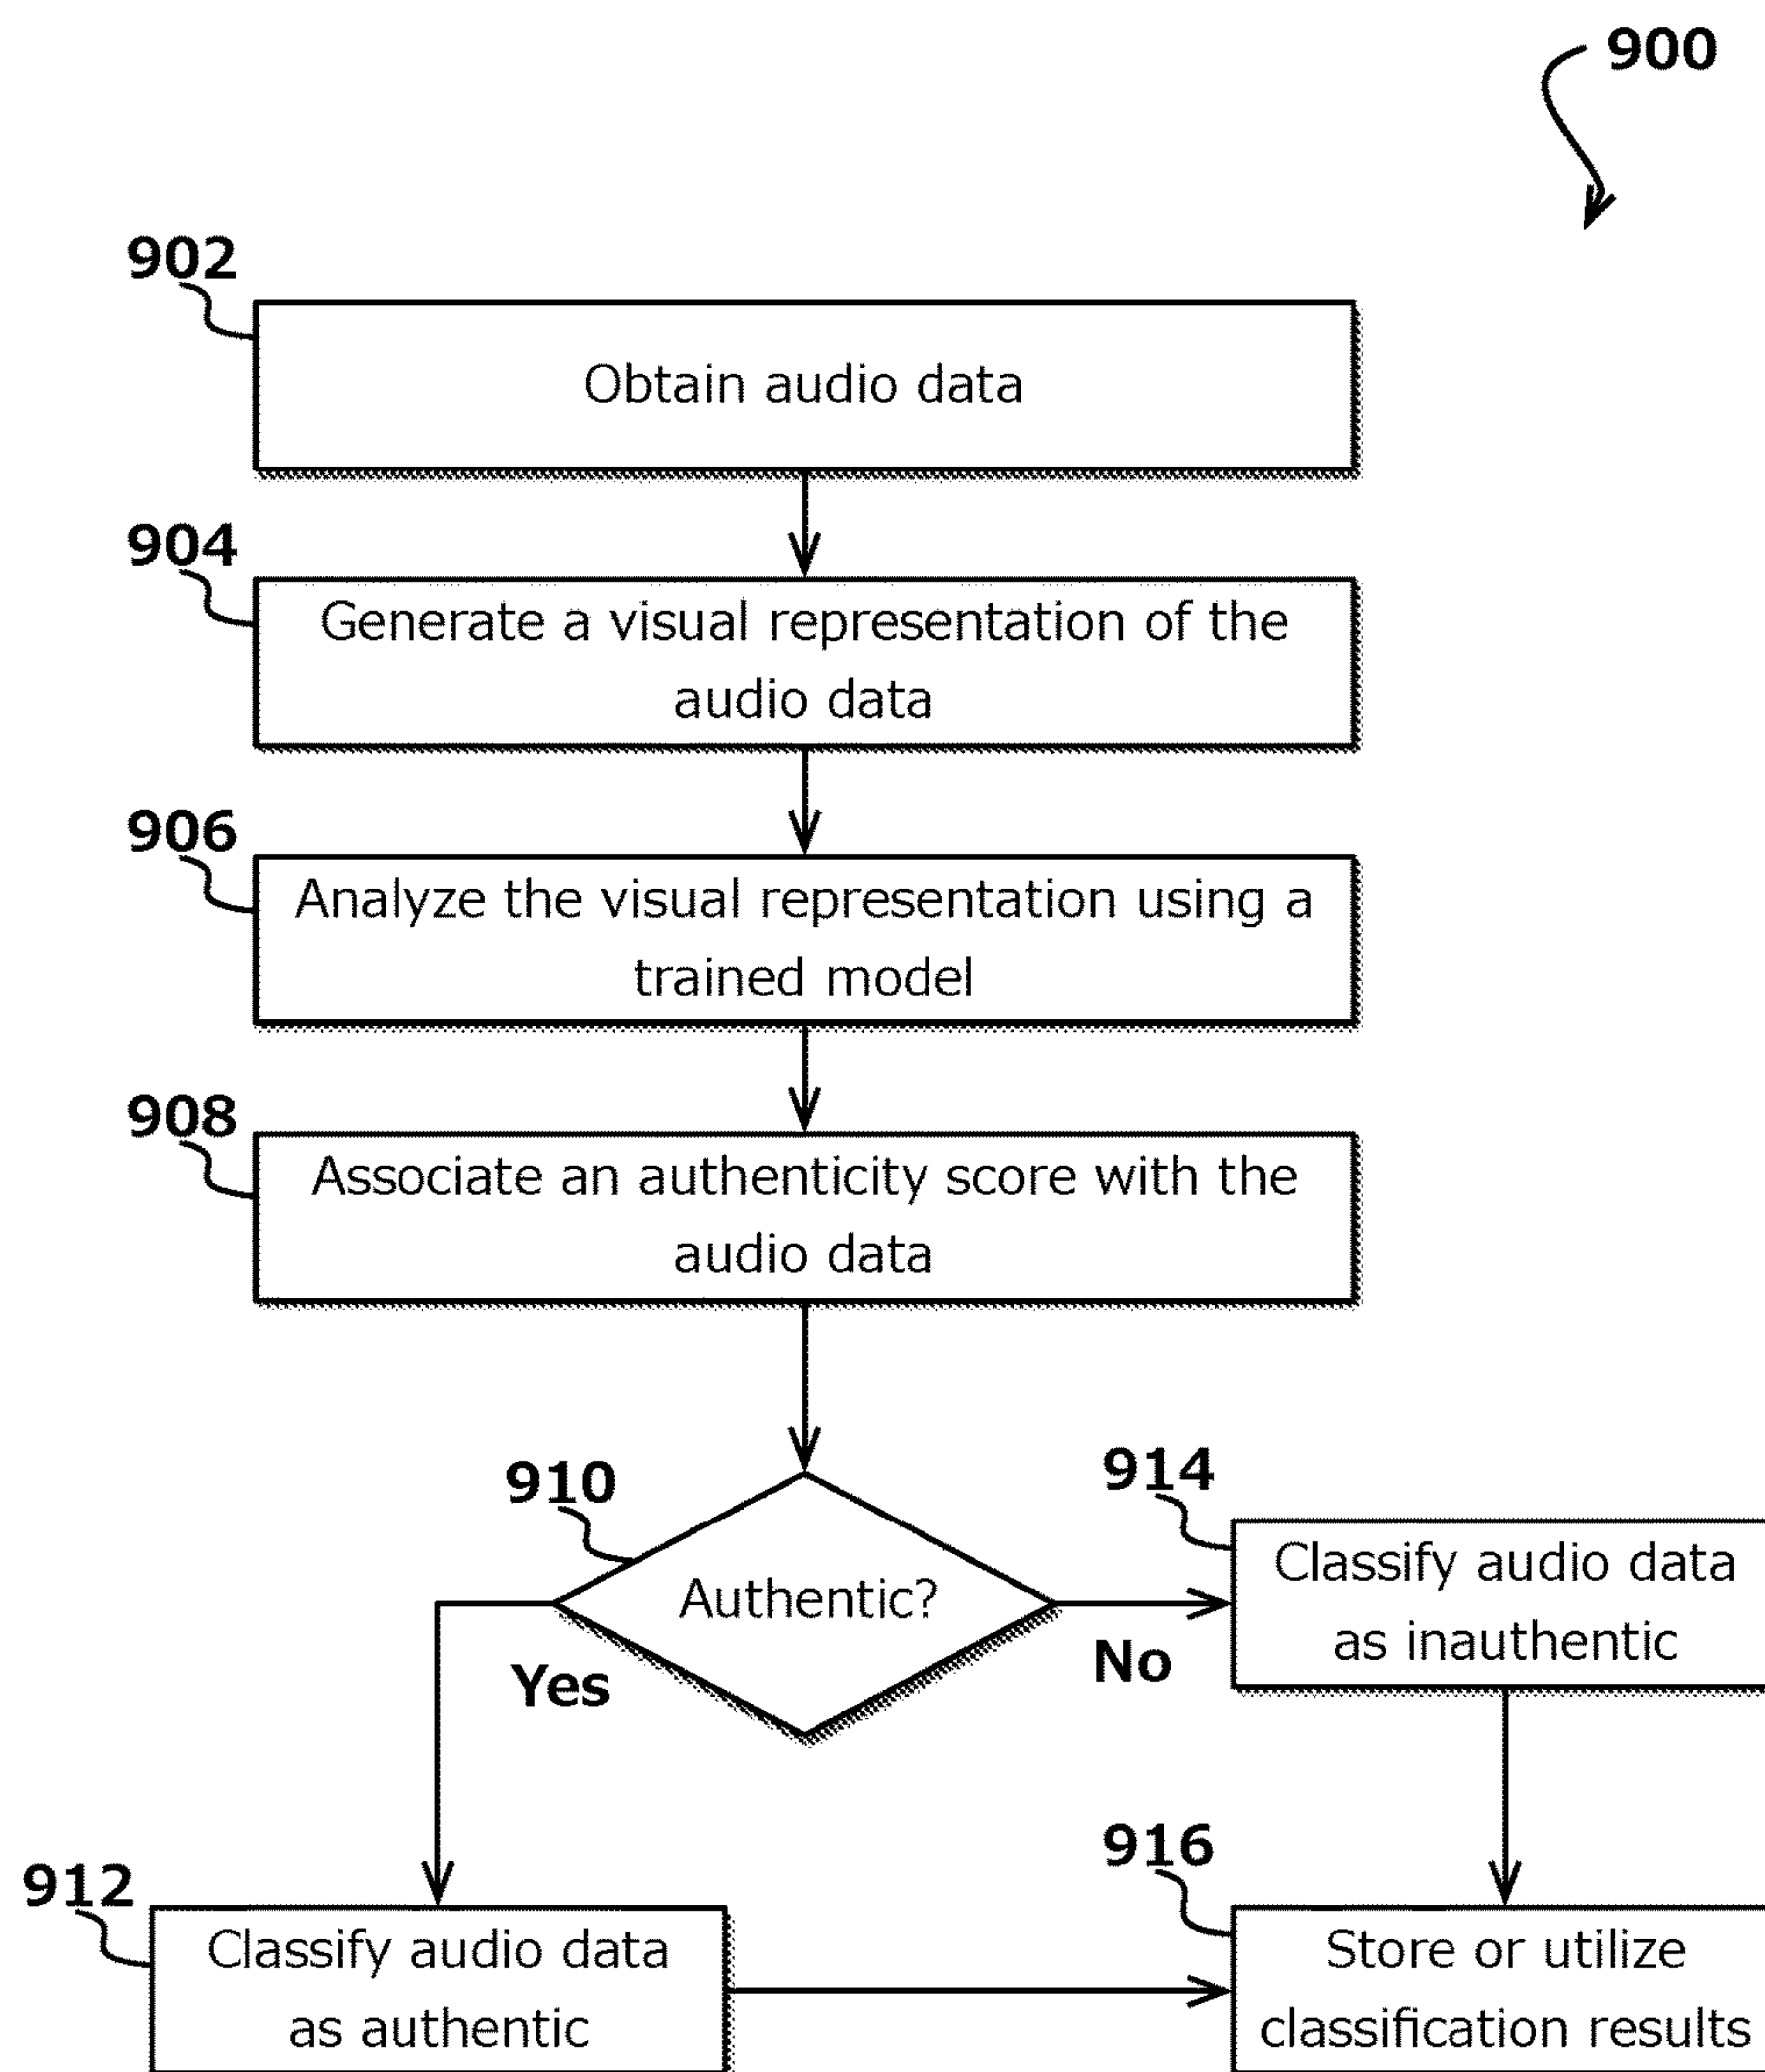 900
902
Obtain audio data
904
Generate a visual representation of the
audio data
906
Analyze the visual representation using a
trained model
908
Associate an authenticity score with the
audio data
910
Authentic?
Yes
No
914
Classify audio data
as inauthentic
912
Classify audio data
as authentic
916
Store or utilize
classification results